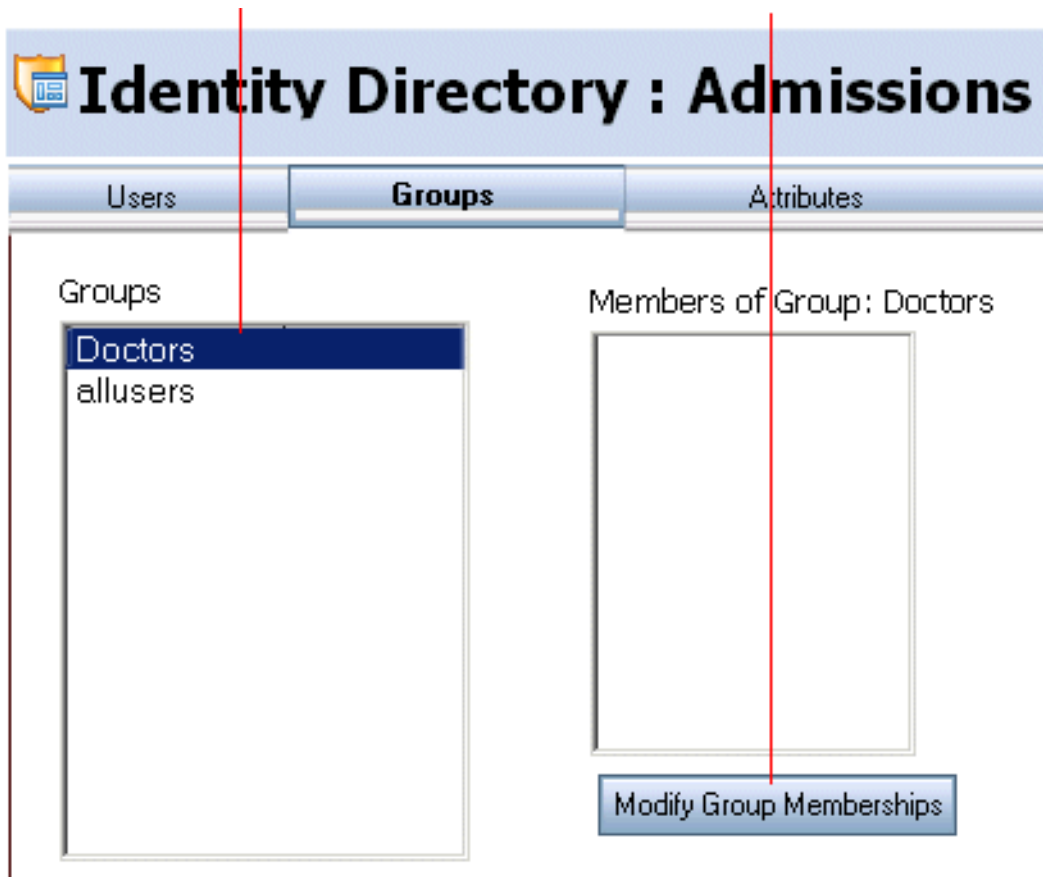 Identity Directory : Admissions
Users Groups Attributes
Groups
Members of Group: Doctors
Doctors
allusers
Modify Group Memberships